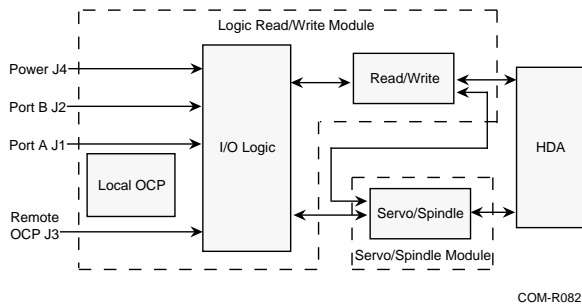 Logic Read/Write Module
Power J4
Port B J2
Port A J1
Local OCP
Remote
OCP J3
I/O Logic
Read/Write
HDA
Servo/Spindle
Servo/Spindle Module
COM-R082